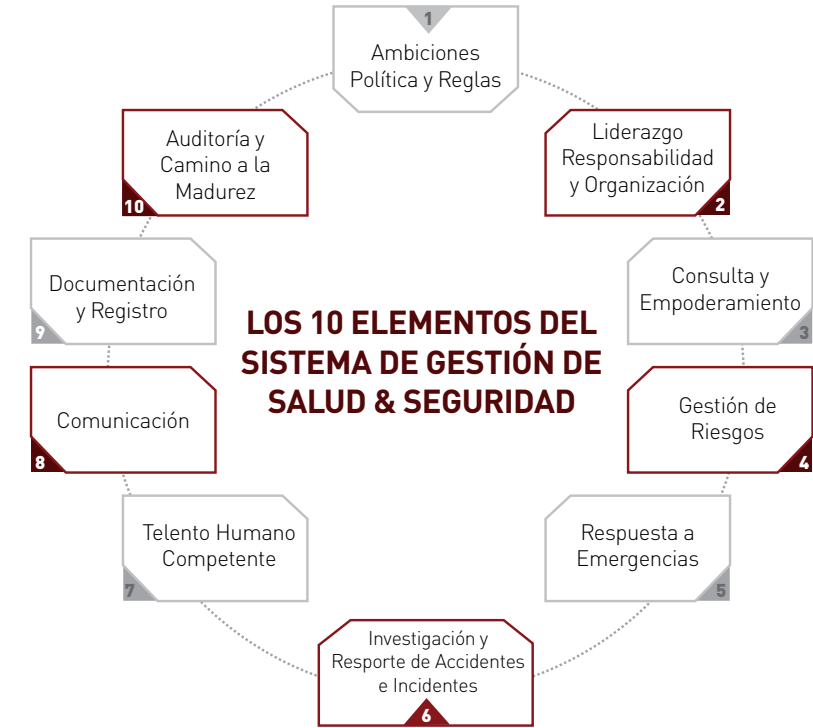 1
Ambiciones
Política y Reglas
Liderazgo
Responsabilidad
y Organización
2
Consulta y
Empoderamiento
3
Gestión de
Riesgos
4
Respuesta a
Emergencias
5
Investigación y
Resporte de Accidentes
e Incidentes
6
Telento Humano
Competente
7
Comunicación
8
Documentación
y Registro
9
Auditoría y
Camino a la
Madurez
10
LOS 10 ELEMENTOS DEL
SISTEMA DE GESTIÓN DE
SALUD & SEGURIDAD